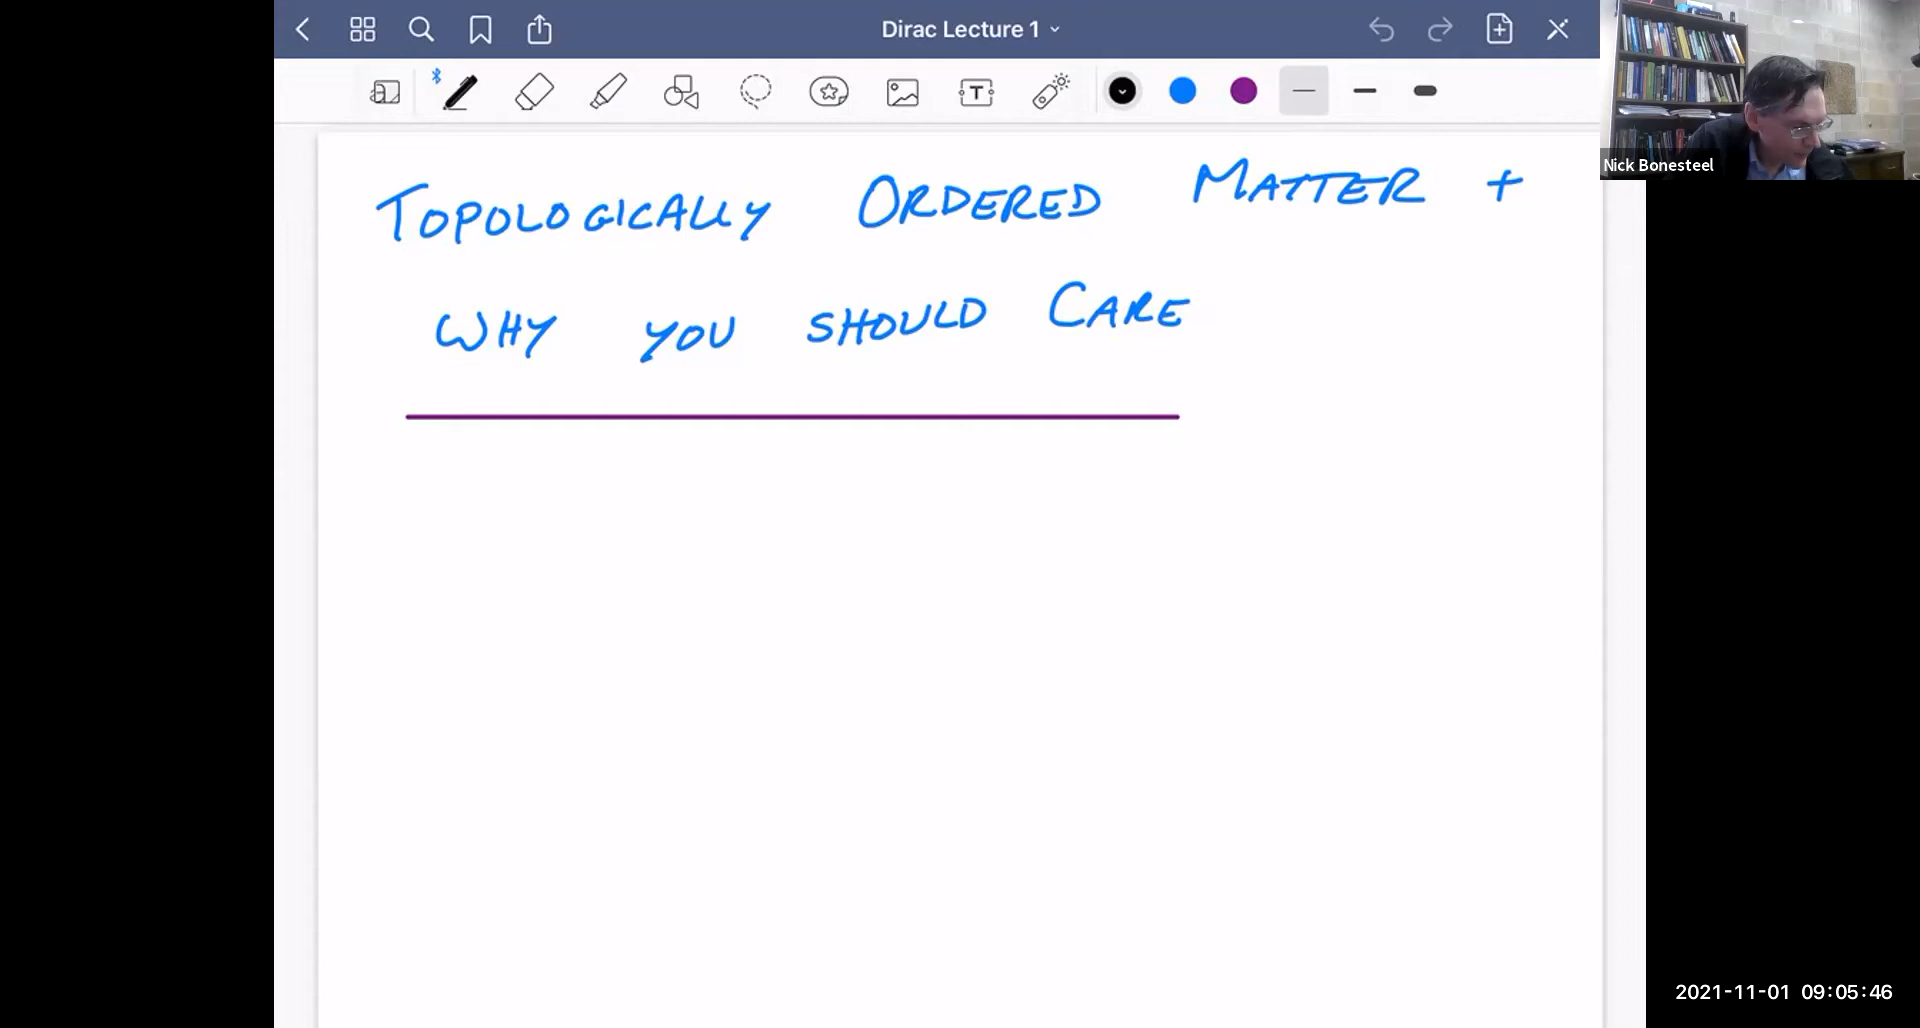 Dirac Lecture 1
T
Nick Bonesteel
TOPOLOGICALLY ORDERED MATTER +
WHY YOU SHOULD CARE
2021-11-01 09:05:46